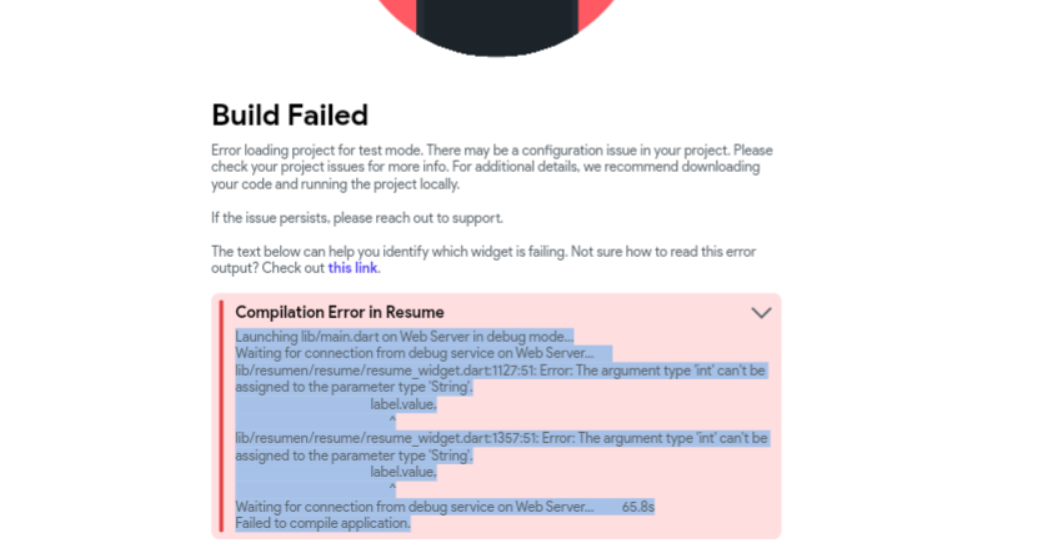 Build Failed
Error loading project for test mode. There may be a configuration issue in your project. Please
check your project issues for more info. For additional details, we recommend downloading
your code and running the project locally.
If the issue persists, please reach out to support.
The text below can help you identify which widget is failing. Not sure how to read this error
output? Check out this link.
Compilation Error in Resume
Launching lib/main.dart on Web Server in debug mode...
Waiting for connection from debug service on Web Server...
lib/resumen/resume/resume_widget.dart:1127:51: Error: The argument type 'int' can't be
assigned to the parameter type 'String'.
label.value,
^
lib/resumen/resume/resume_widget.dart:1357:51: Error: The argument type 'int' can't be
assigned to the parameter type 'String'.
label.value,
^
Waiting for connection from debug service on Web Server... 65.8s
Failed to compile application.